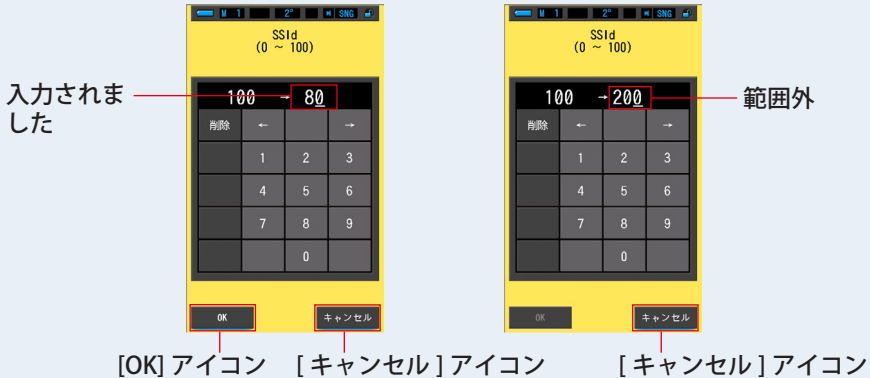 M 1 2° SNG
SSId
(0 ~ 100)
100 → 80
削除 ← →
1 2 3
4 5 6
7 8 9
0
OK キャンセル
入力されま
した
[OK] アイコン [ キャンセル ] アイコン
M 1 2° SNG
SSId
(0 ~ 100)
100 → 200
削除 ← →
1 2 3
4 5 6
7 8 9
0
OK キャンセル
範囲外
[ キャンセル ] アイコン